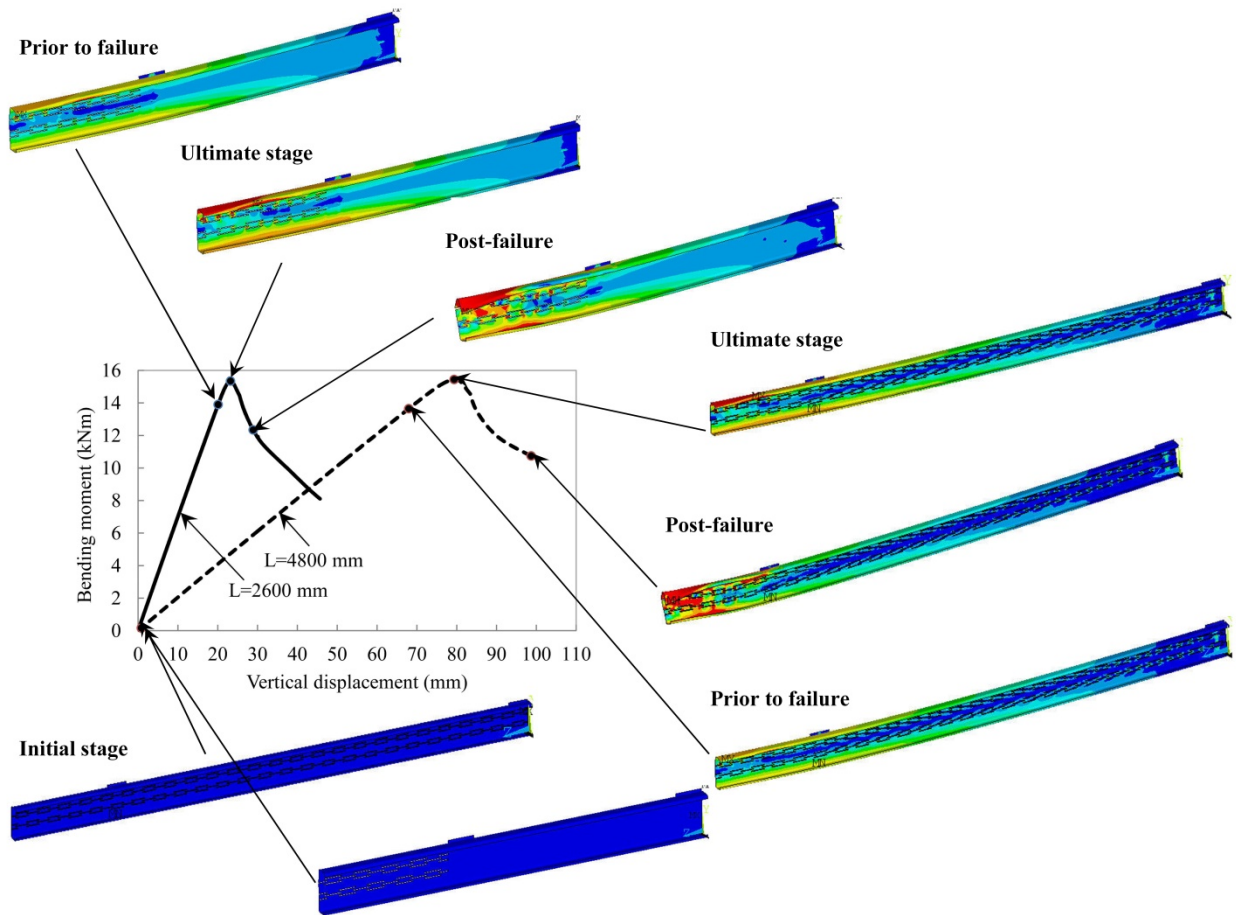 Prior to failure
Ultimate stage
Post-failure
Ultimate stage
Post-failure
Prior to failure
Initial stage
Bending moment (kNm)
16
14
12
10
8
6
4
2
0
L=4800 mm
L=2600 mm
0 10 20 30 40 50 60 70 80 90 100 110
Vertical displacement (mm)
MN
MN